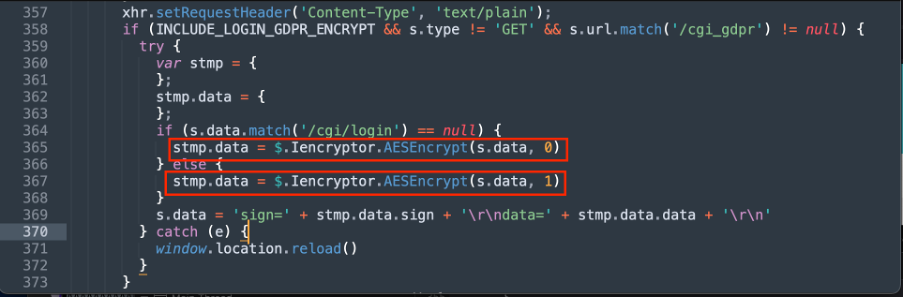 357 xhr.setRequestHeader('Content-Type', 'text/plain');
358 if (INCLUDE_LOGIN_GDPR_ENCRYPT && s.type != 'GET' && s.url.match('/cgi_gdpr') != null) {
359 try {
360 var stmp = {
361 };
362 stmp.data = {
363 };
364 if (s.data.match('/cgi/login') == null) {
365 stmp.data = $.Iencryptor.AESEncrypt(s.data, 0)
366 } else {
367 stmp.data = $.Iencryptor.AESEncrypt(s.data, 1)
368 }
369 s.data = 'sign=' + stmp.data.sign + '\r\ndata=' + stmp.data.data + '\r\n'
370 } catch (e) {
371 window.location.reload()
372 }
373 }